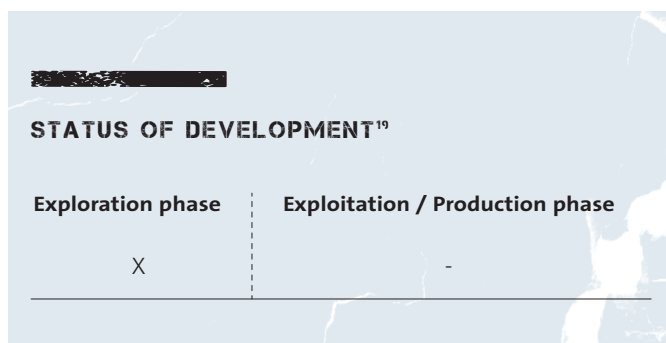 STATUS OF DEVELOPMENT¹⁹
Exploration phase Exploitation / Production phase
X -